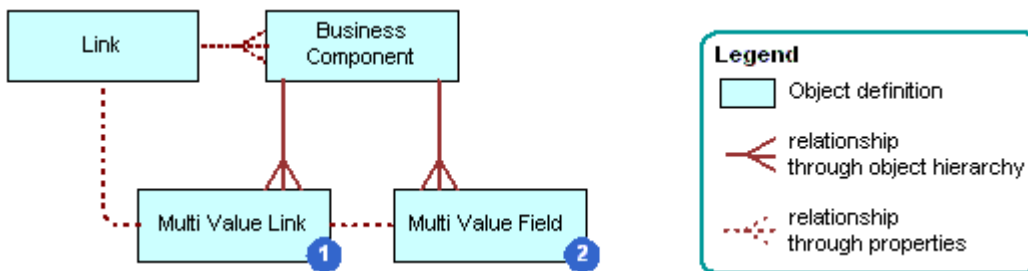 Link
Business
Component
Multi Value Link
1
Multi Value Field
2
Legend
Object definition
relationship
through object hierarchy
relationship
through properties